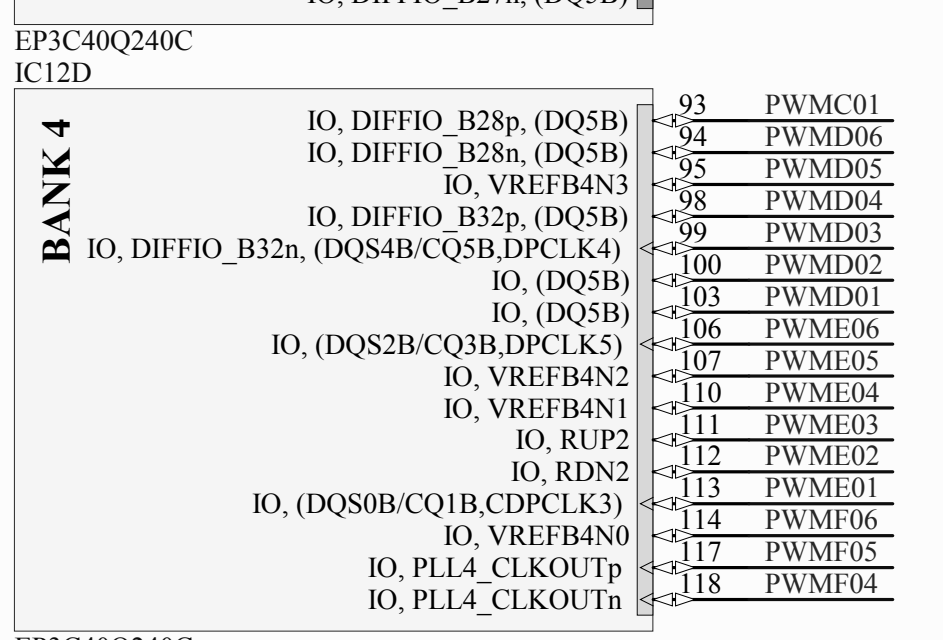 IO, DIFFIO_B27n, (DQ5B)
EP3C40Q240C
IC12D
BANK 4
IO, DIFFIO_B28p, (DQ5B) 93 PWMC01
IO, DIFFIO_B28n, (DQ5B) 94 PWMD06
IO, VREFB4N3 95 PWMD05
IO, DIFFIO_B32p, (DQ5B) 98 PWMD04
IO, DIFFIO_B32n, (DQS4B/CQ5B,DPCLK4) 99 PWMD03
IO, (DQ5B) 100 PWMD02
IO, (DQ5B) 103 PWMD01
IO, (DQS2B/CQ3B,DPCLK5) 106 PWME06
IO, VREFB4N2 107 PWME05
IO, VREFB4N1 110 PWME04
IO, RUP2 111 PWME03
IO, RDN2 112 PWME02
IO, (DQS0B/CQ1B,CDPCLK3) 113 PWME01
IO, VREFB4N0 114 PWMF06
IO, PLL4_CLKOUTp 117 PWMF05
IO, PLL4_CLKOUTn 118 PWMF04
EP3C40Q240C